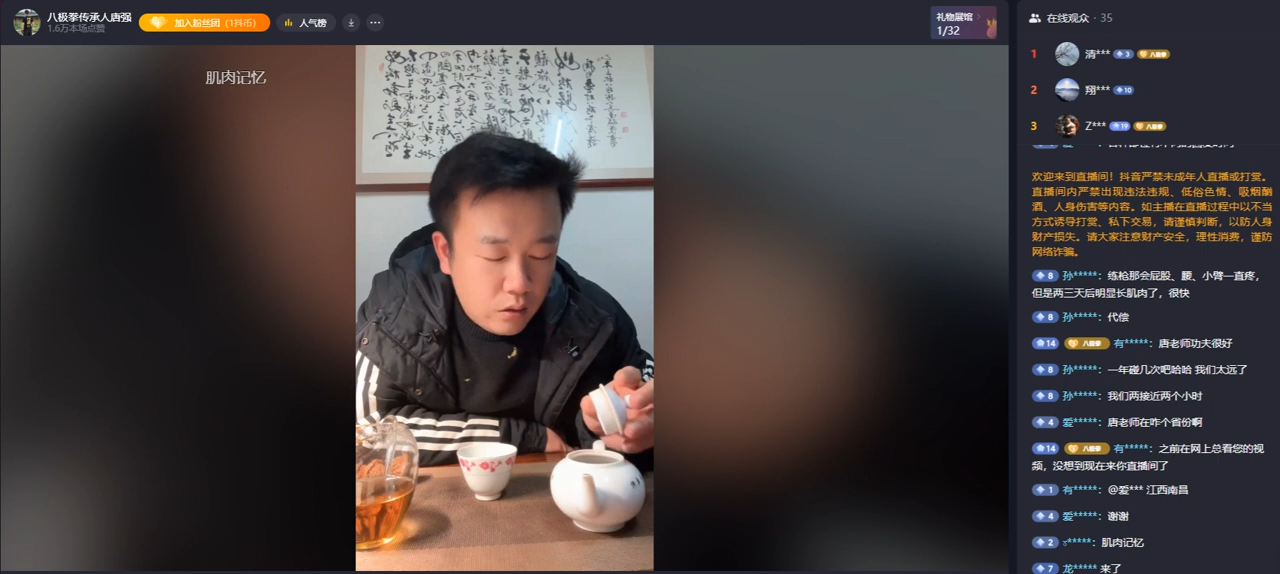 八极拳传承人唐强
1.6万本场点赞
加入粉丝团（1抖币）
人气榜
礼物展馆
1/32
在线观众 · 35
肌肉记忆
1 清*** 3 八極拳
2 翔*** 10
3 Z*** 19 八極拳
欢迎来到直播间！抖音严禁未成年人直播或打赏。
直播间内严禁出现违法违规、低俗色情、吸烟酗
酒、人身伤害等内容。如主播在直播过程中以不当
方式诱导打赏、私下交易，请谨慎判断，以防人身
财产损失。请大家注意财产安全，理性消费，谨防
网络诈骗。
8 孙*****：练枪那会屁股、腰、小臂一直疼，
但是两三天后明显长肌肉了，很快
8 孙*****：代偿
14 有*****：唐老师功夫很好
8 孙*****：一年碰几次吧哈哈 我们太远了
8 孙*****：我们两接近两个小时
4 爱*****：唐老师在咋个省份啊
14 有*****：之前在网上总看您的视
频，没想到现在来你直播间了
1 有*****：@爱*** 江西南昌
4 爱*****：谢谢
2 *****：肌肉记忆
7 龙***** 来了